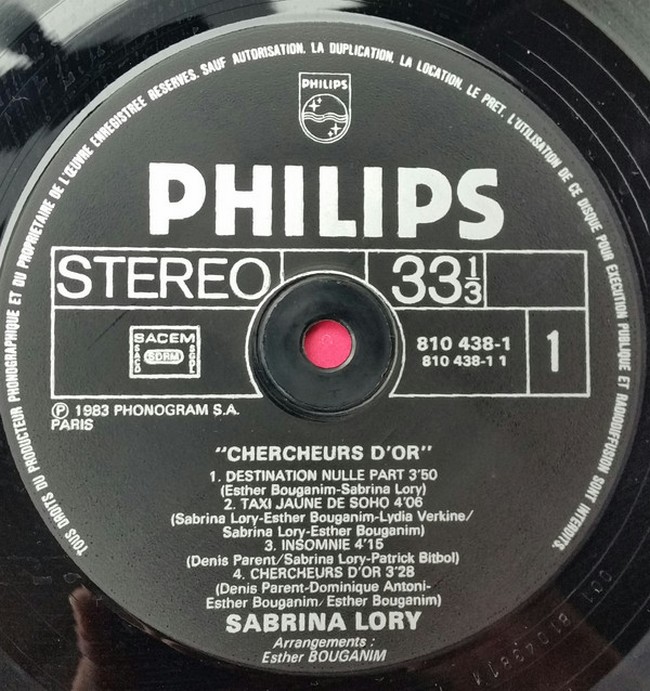 TOUS DROITS DU PRODUCTEUR PHONOGRAPHIQUE ET DU PROPRIETAIRE DE L'ŒUVRE ENREGISTREE RESERVES. SAUF AUTORISATION, LA DUPLICATION, LA LOCATION, LE PRET, L'UTILISATION DE CE DISQUE POUR EXECUTION PUBLIQUE ET RADIODIFFUSION SONT INTERDITS.
PHILIPS
PHILIPS
STEREO
33 1/3
SACEM
SACD SDRM SGDL
810 438-1
810 438-1 1
1
Ⓟ 1983 PHONOGRAM S.A.
PARIS
"CHERCHEURS D'OR"
1. DESTINATION NULLE PART 3'50
(Esther Bouganim-Sabrina Lory)
2. TAXI JAUNE DE SOHO 4'06
(Sabrina Lory-Esther Bouganim-Lydia Verkine/
Sabrina Lory-Esther Bouganim)
3. INSOMNIE 4'15
(Denis Parent/Sabrina Lory-Patrick Bitbol)
4. CHERCHEURS D'OR 3'28
(Denis Parent-Dominique Antoni-
Esther Bouganim/Esther Bouganim)
SABRINA LORY
Arrangements :
Esther BOUGANIM